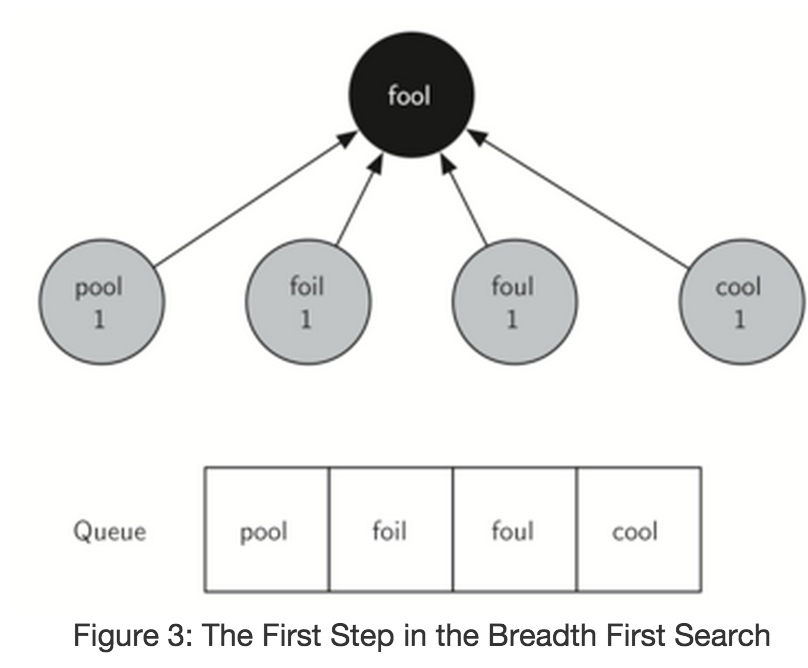 fool
pool
1
foil
1
foul
1
cool
1
Queue
pool
foil
foul
cool
Figure 3: The First Step in the Breadth First Search